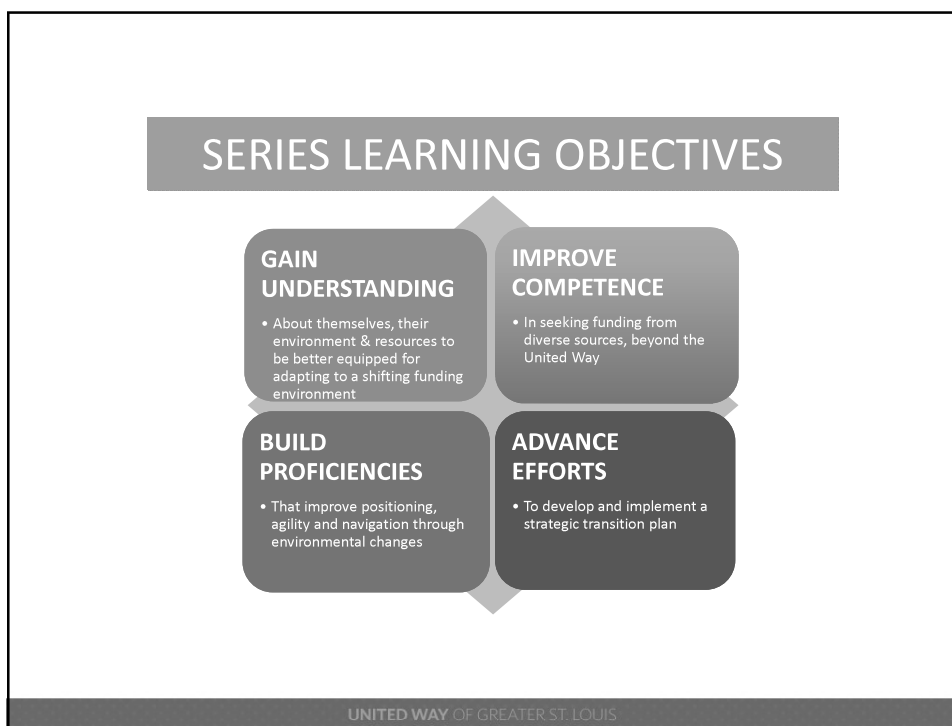 SERIES LEARNING OBJECTIVES
GAIN
UNDERSTANDING
• About themselves, their
environment & resources to
be better equipped for
adapting to a shifting funding
environment
IMPROVE
COMPETENCE
• In seeking funding from
diverse sources, beyond the
United Way
BUILD
PROFICIENCIES
• That improve positioning,
agility and navigation through
environmental changes
ADVANCE
EFFORTS
• To develop and implement a
strategic transition plan
UNITED WAY OF GREATER ST. LOUIS